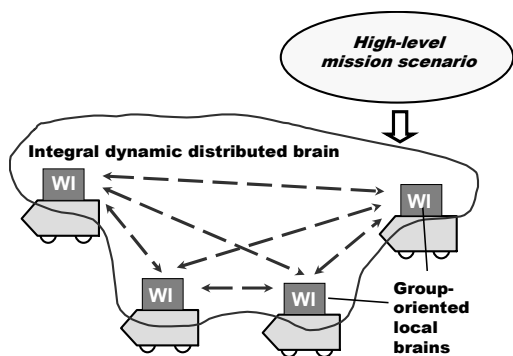 High-level
mission scenario
Integral dynamic distributed brain
WI
WI
WI
WI
Group-
oriented
local
brains